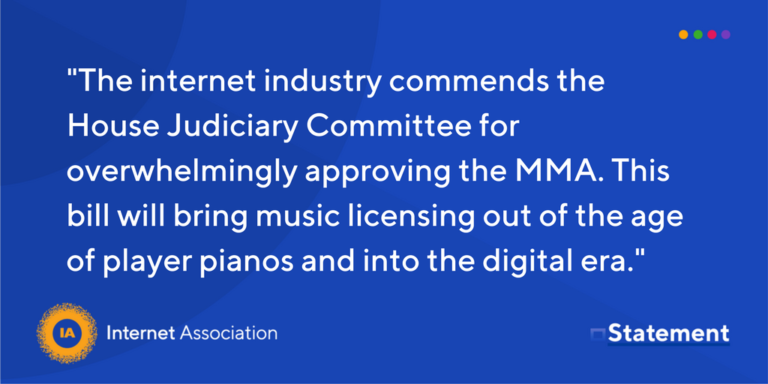 "The internet industry commends the
House Judiciary Committee for
overwhelmingly approving the MMA. This
bill will bring music licensing out of the age
of player pianos and into the digital era."
IA
Internet Association
Statement